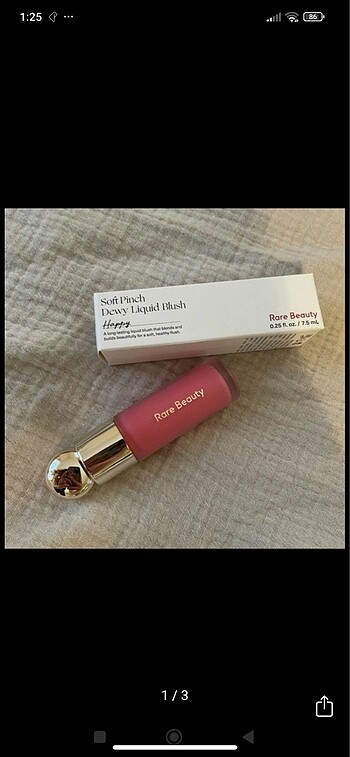 1:25
86
Soft Pinch
Dewy Liquid Blush
Happy
A long-lasting liquid blush that blends and
builds beautifully for a soft, healthy flush.
Rare Beauty
0.25 fl. oz. / 7.5 mL
Rare Beauty
1 / 3